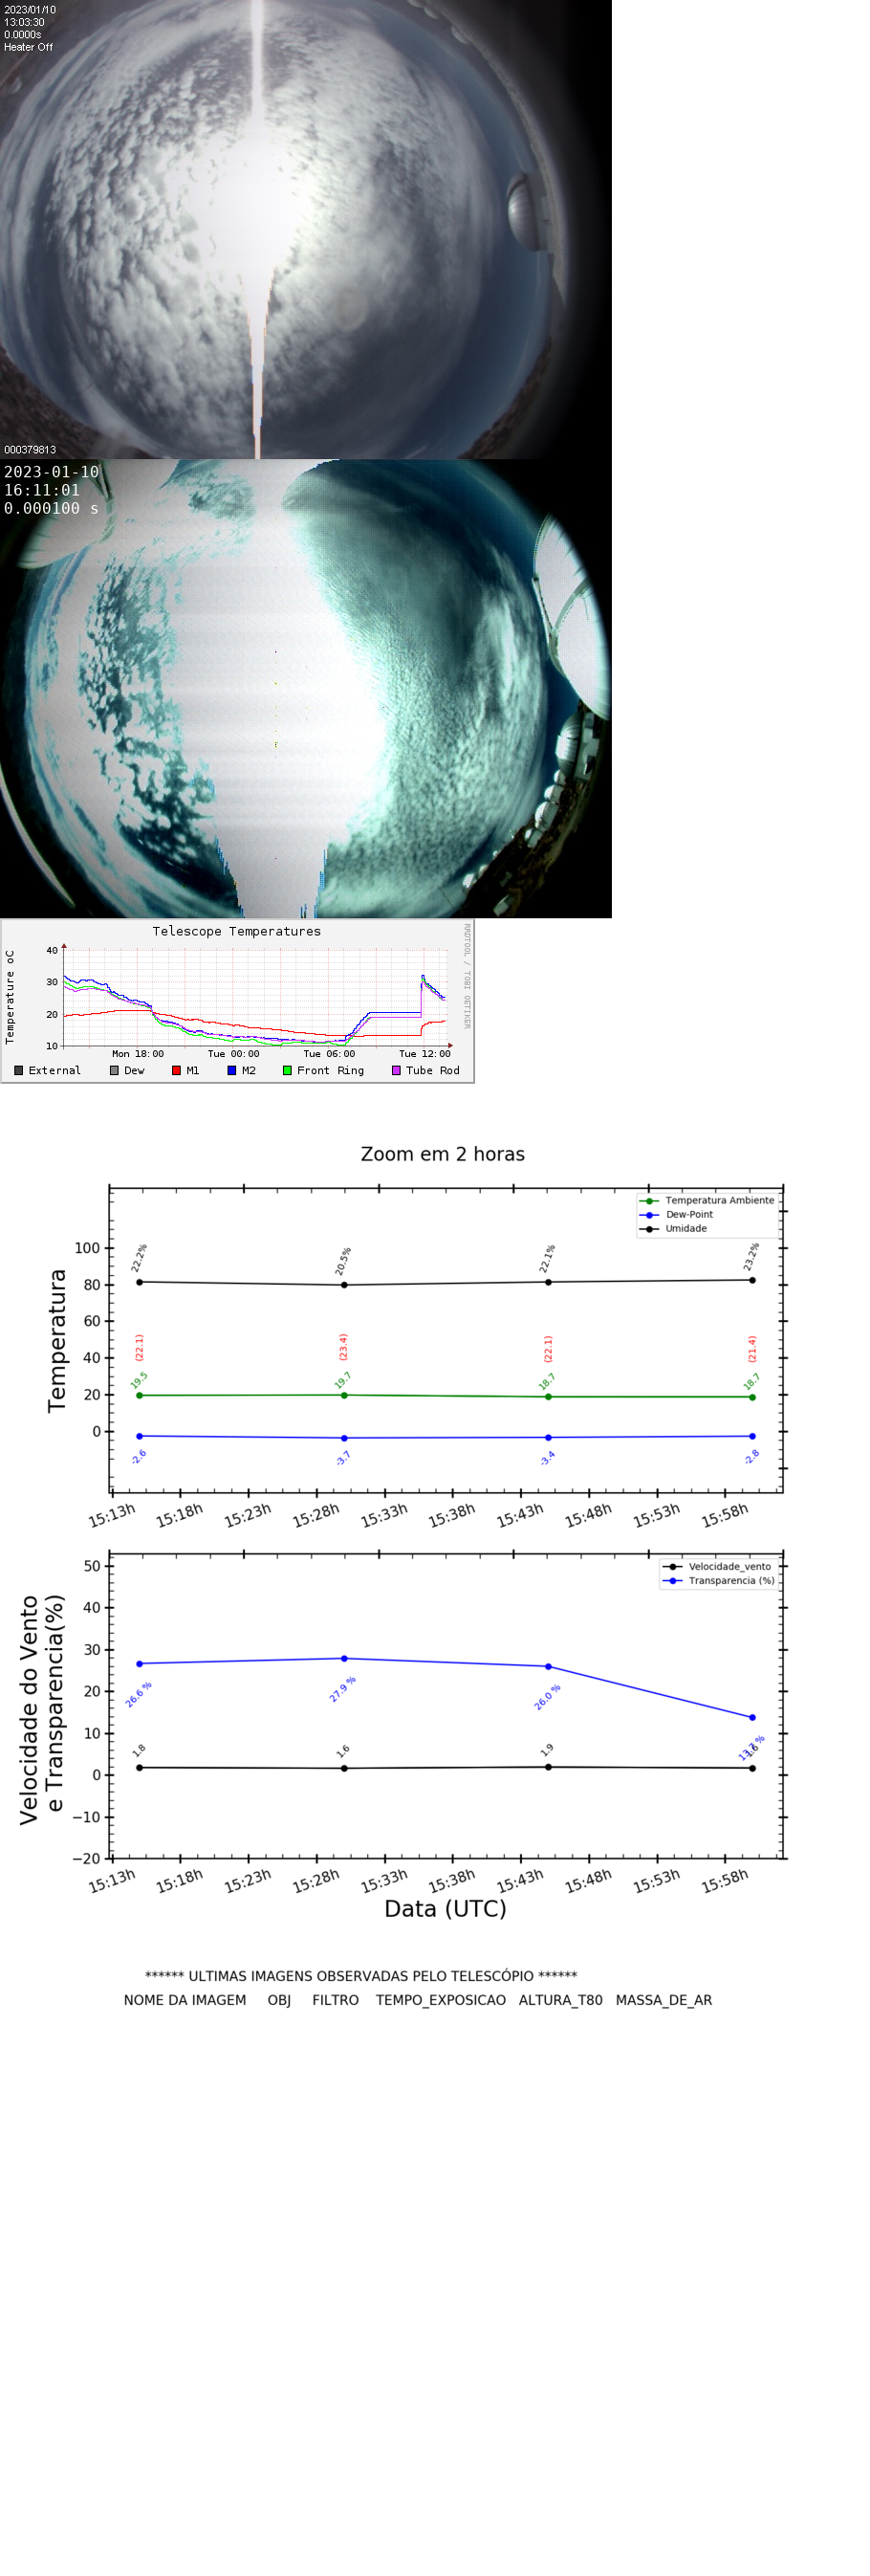 2023/01/10
13:03:30
0.0000s
Heater Off
000379813
2023-01-10
16:11:01
0.000100 s
Telescope Temperatures
RRDTOOL / TOBI OETIKER
Temperature oC
40
30
20
10
Mon 18:00 Tue 00:00 Tue 06:00 Tue 12:00
External Dew M1 M2 Front Ring Tube Rod
Zoom em 2 horas
Temperatura Ambiente
Dew-Point
Umidade
Temperatura
100
80
60
40
20
0
22.2% 20.5% 22.1% 23.2%
(22.1) (23.4) (22.1) (21.4)
19.5 19.7 18.7 18.7
-2.6 -3.7 -3.4 -2.8
15:13h 15:18h 15:23h 15:28h 15:33h 15:38h 15:43h 15:48h 15:53h 15:58h
Velocidade_vento
Transparencia (%)
Velocidade do Vento
e Transparencia(%)
50
40
30
20
10
0
−10
−20
26.6 % 27.9 % 26.0 %
1.8 1.6 1.9 1.6
15:13h 15:18h 15:23h 15:28h 15:33h 15:38h 15:43h 15:48h 15:53h 15:58h
Data (UTC)
****** ULTIMAS IMAGENS OBSERVADAS PELO TELESCÓPIO ******
NOME DA IMAGEM OBJ FILTRO TEMPO_EXPOSICAO ALTURA_T80 MASSA_DE_AR